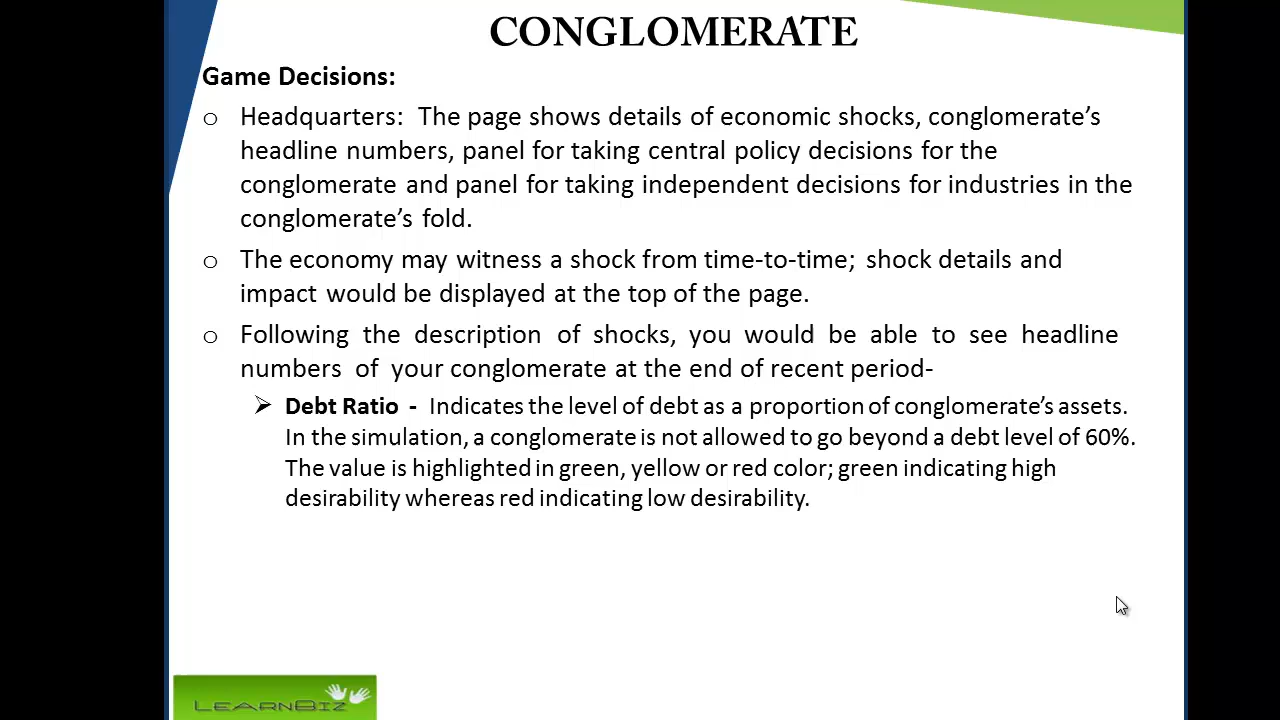 CONGLOMERATE
Game Decisions:
o Headquarters: The page shows details of economic shocks, conglomerate’s
headline numbers, panel for taking central policy decisions for the
conglomerate and panel for taking independent decisions for industries in the
conglomerate’s fold.
o The economy may witness a shock from time-to-time; shock details and
impact would be displayed at the top of the page.
o Following the description of shocks, you would be able to see headline
numbers of your conglomerate at the end of recent period-
➢ Debt Ratio - Indicates the level of debt as a proportion of conglomerate’s assets.
In the simulation, a conglomerate is not allowed to go beyond a debt level of 60%.
The value is highlighted in green, yellow or red color; green indicating high
desirability whereas red indicating low desirability.
LEARNBIZ